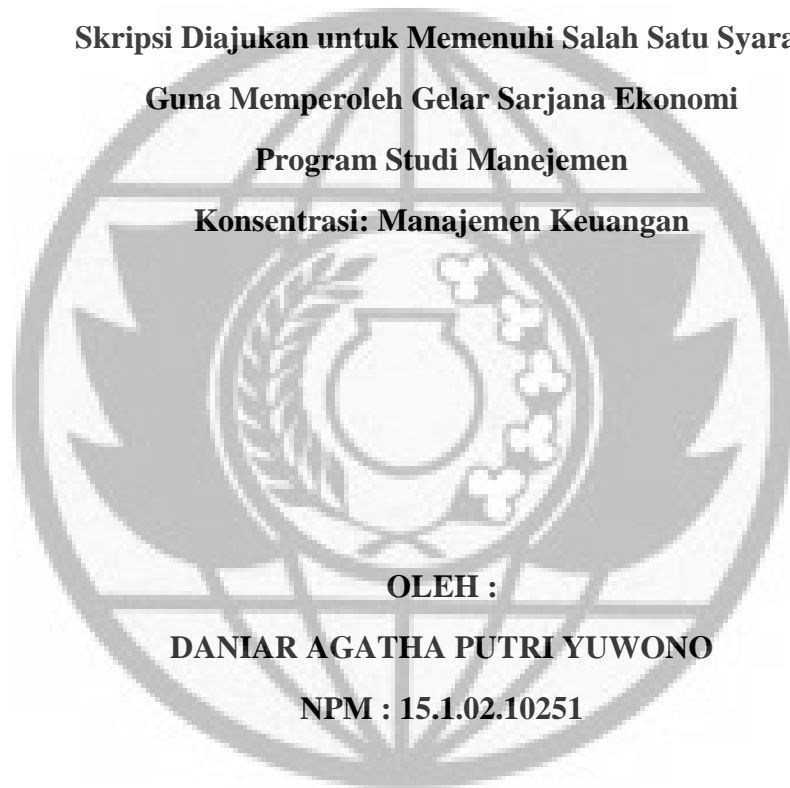 Skripsi Diajukan untuk Memenuhi Salah Satu Syara
Guna Memperoleh Gelar Sarjana Ekonomi
Program Studi Manejemen
Konsentrasi: Manajemen Keuangan
OLEH :
DANIAR AGATHA PUTRI YUWONO
NPM : 15.1.02.10251